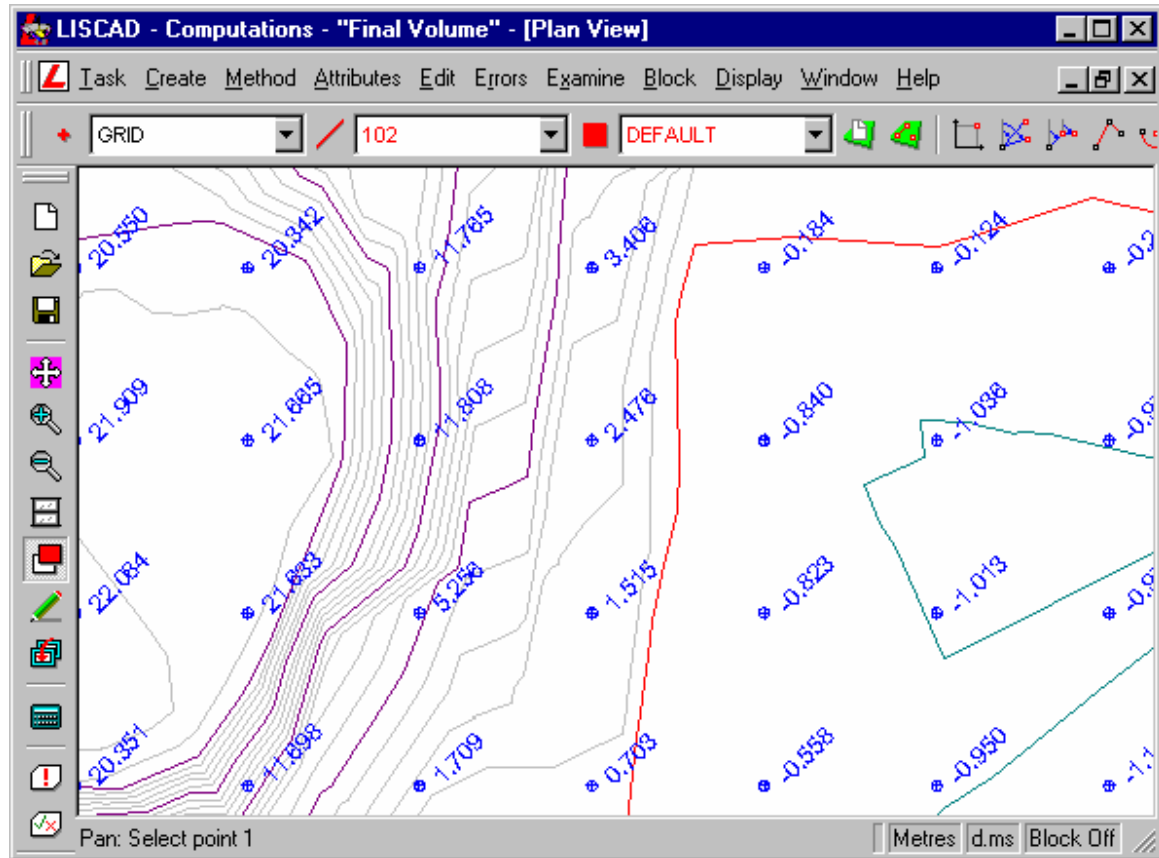 LISCAD - Computations - "Final Volume" - [Plan View]
Task Create Method Attributes Edit Errors Examine Block Display Window Help
GRID 102 DEFAULT
20.550 20.342 11.765 3.406 -0.184 -0.124
21.909 21.665 11.808 2.476 -0.840 -1.036
22.084 21.633 5.256 1.515 -0.823 -1.013
20.351 11.698 1.709 0.703 -0.558 -0.950
Pan: Select point 1 Metres d.ms Block Off